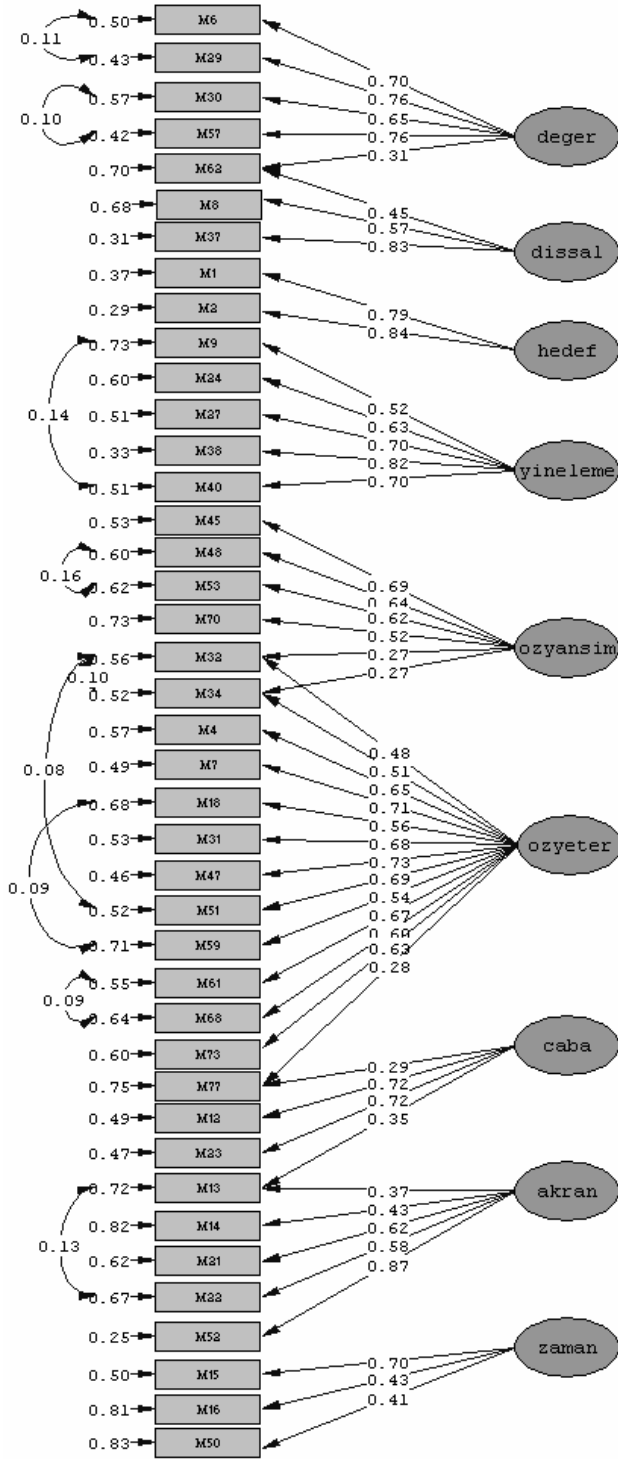 0.50 M6
0.11
0.43 M29
0.70
0.76
0.57 M30
0.65
0.10
0.42 M57
0.76
deger
0.31
0.70 M62
0.68 M8
0.45
0.57
0.31 M37
0.83
dissal
0.37 M1
0.29 M2
0.79
0.84
0.73 M9
hedef
0.60 M24
0.14
0.51 M27
0.52
0.63
0.70
0.33 M38
0.82
yineleme
0.51 M40
0.70
0.53 M45
0.60 M48
0.16
0.62 M53
0.69
0.64
0.62
0.73 M70
0.52
ozyansim
0.56 M32
0.27
0.10
0.52 M34
0.27
0.57 M4
0.48
0.49 M7
0.51
0.08
0.65
0.68 M18
0.71
0.56
0.53 M31
0.68
ozyeter
0.46 M47
0.73
0.09
0.69
0.52 M51
0.54
0.71 M59
0.67
0.60
0.63
0.55 M61
0.28
0.09
0.64 M68
0.60 M73
caba
0.75 M77
0.29
0.72
0.49 M12
0.72
0.35
0.47 M23
0.72 M13
0.37
akran
0.82 M14
0.43
0.13
0.62 M21
0.62
0.58
0.67 M22
0.87
0.25 M52
zaman
0.50 M15
0.70
0.43
0.81 M16
0.41
0.83 M50